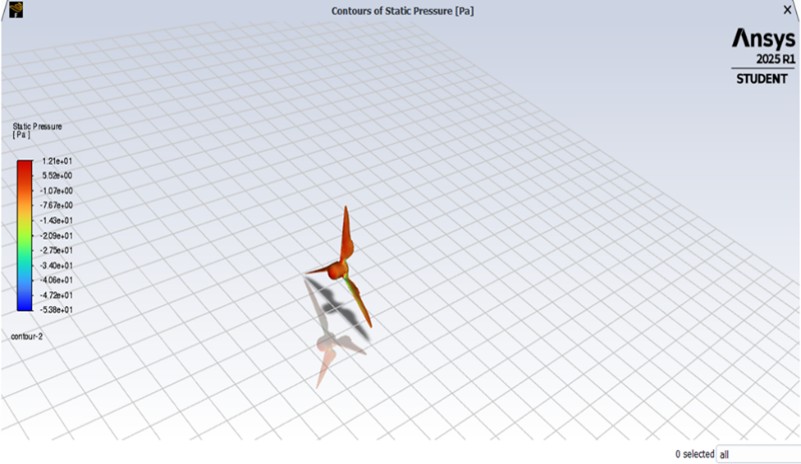 Contours of Static Pressure [Pa]
Ansys
2025 R1
STUDENT
Static Pressure
[ Pa ]
1.21e+01
5.52e+00
-1.07e+00
-7.67e+00
-1.43e+01
-2.09e+01
-2.75e+01
-3.40e+01
-4.06e+01
-4.72e+01
-5.38e+01
contour-2
0 selected all